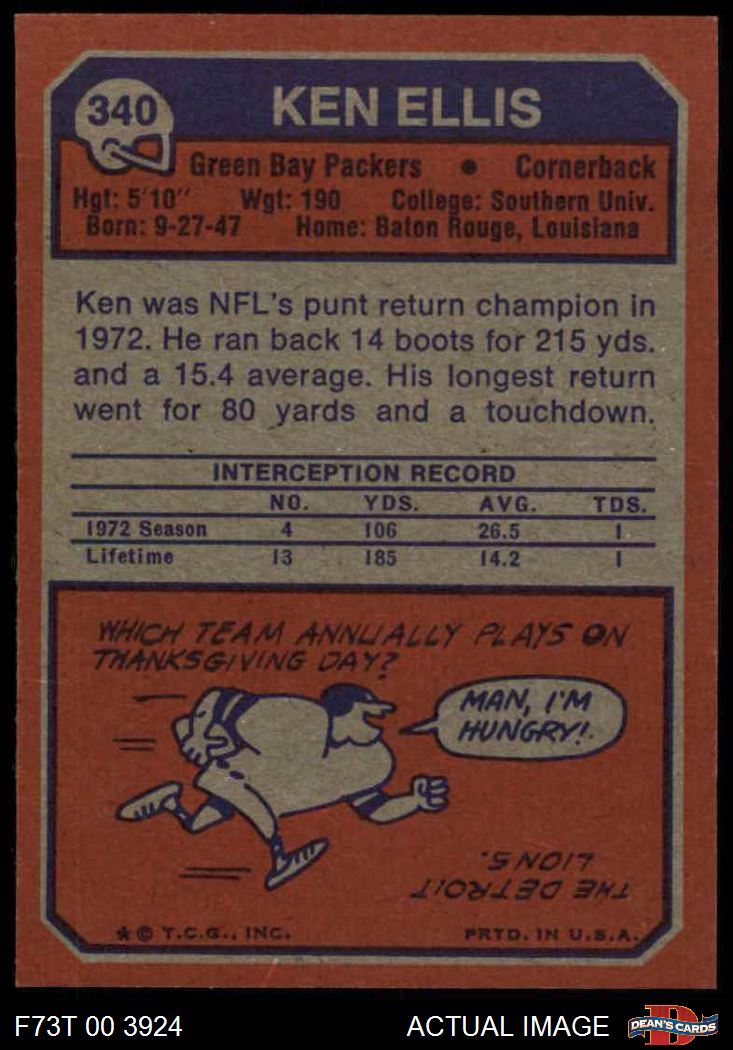 340
KEN ELLIS
Green Bay Packers • Cornerback
Hgt: 5'10" Wgt: 190 College: Southern Univ.
Born: 9-27-47 Home: Baton Rouge, Louisiana
Ken was NFL's punt return champion in
1972. He ran back 14 boots for 215 yds.
and a 15.4 average. His longest return
went for 80 yards and a touchdown.
INTERCEPTION RECORD
NO. YDS. AVG. TDS.
1972 Season 4 106 26.5 1
Lifetime 13 185 14.2 1
WHICH TEAM ANNUALLY PLAYS ON
THANKSGIVING DAY?
MAN, I'M
HUNGRY!
THE DETROIT
LIONS.
* © T.C.G., INC. PRTD. IN U.S.A.
F73T 00 3924 ACTUAL IMAGE
D
DEAN'S CARDS